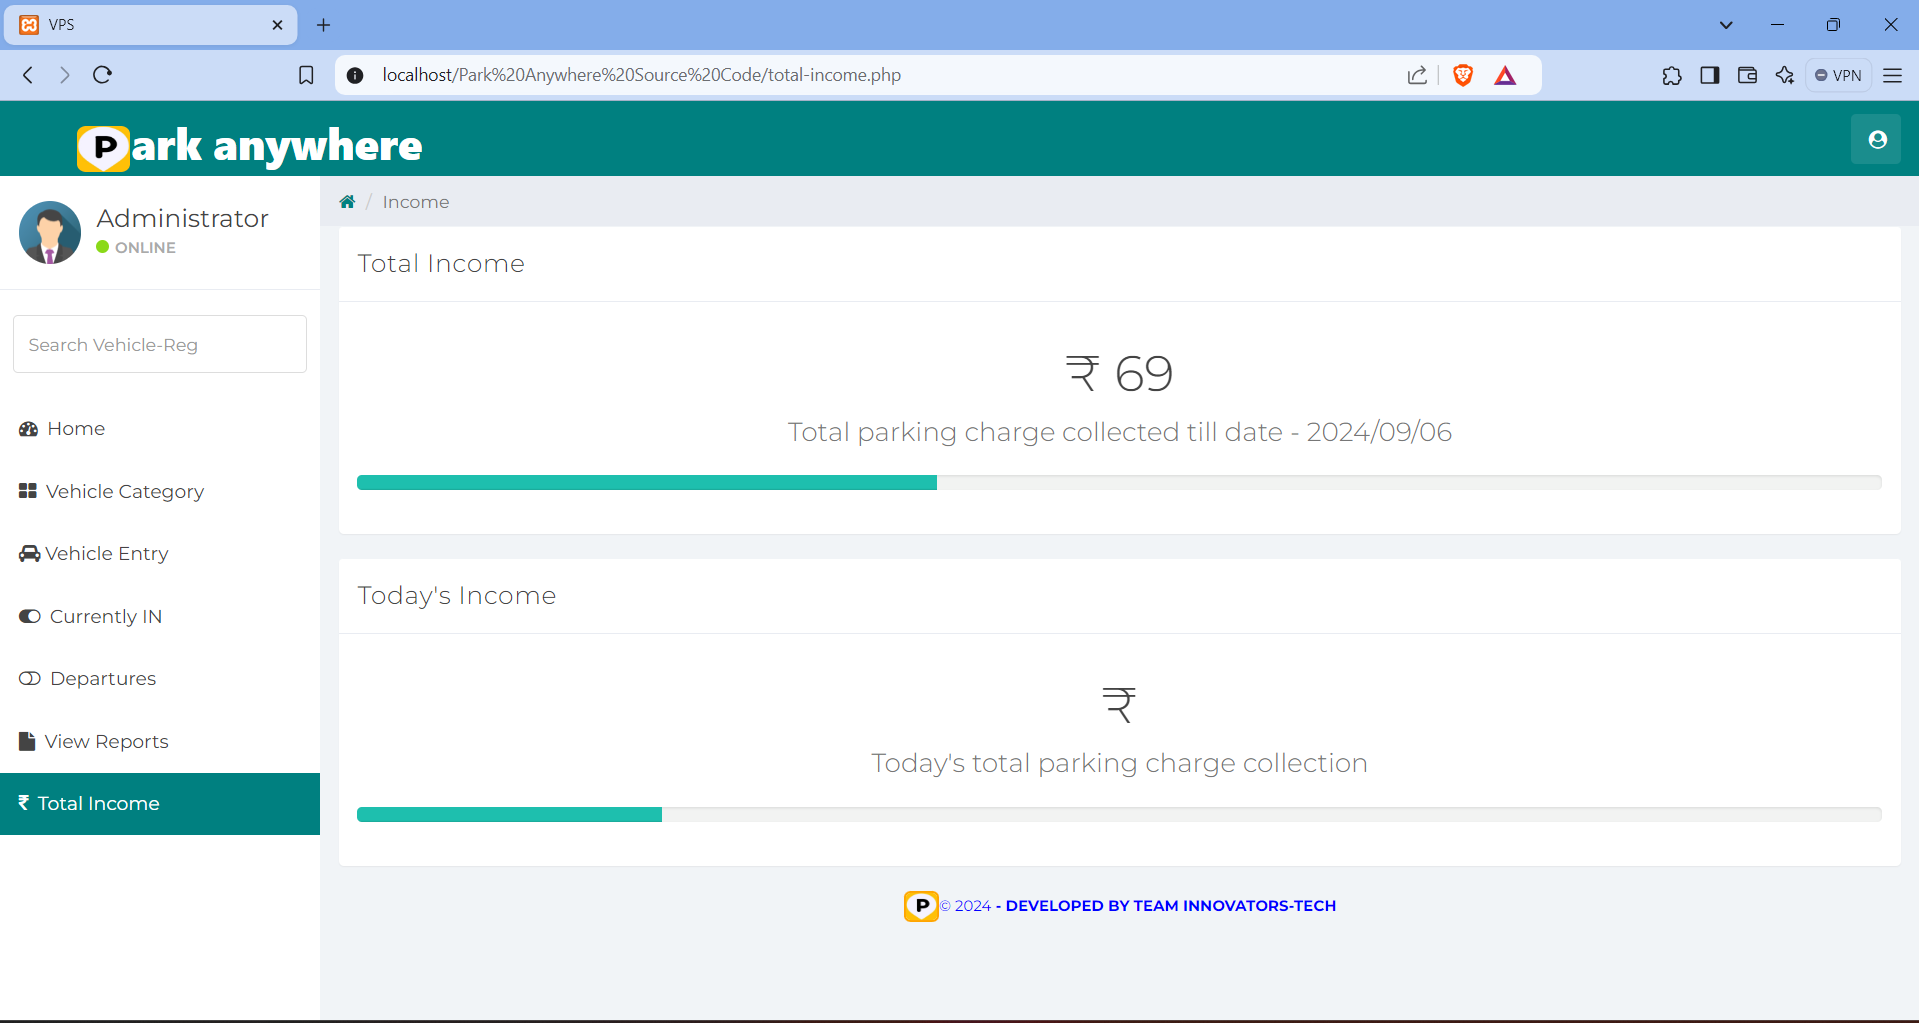 VPS
localhost/Park%20Anywhere%20Source%20Code/total-income.php
VPN
Park anywhere
Administrator
ONLINE
/ Income
Search Vehicle-Reg
Home
Vehicle Category
Vehicle Entry
Currently IN
Departures
View Reports
₹ Total Income
Total Income
₹ 69
Total parking charge collected till date - 2024/09/06
Today's Income
₹
Today's total parking charge collection
P © 2024 - DEVELOPED BY TEAM INNOVATORS-TECH